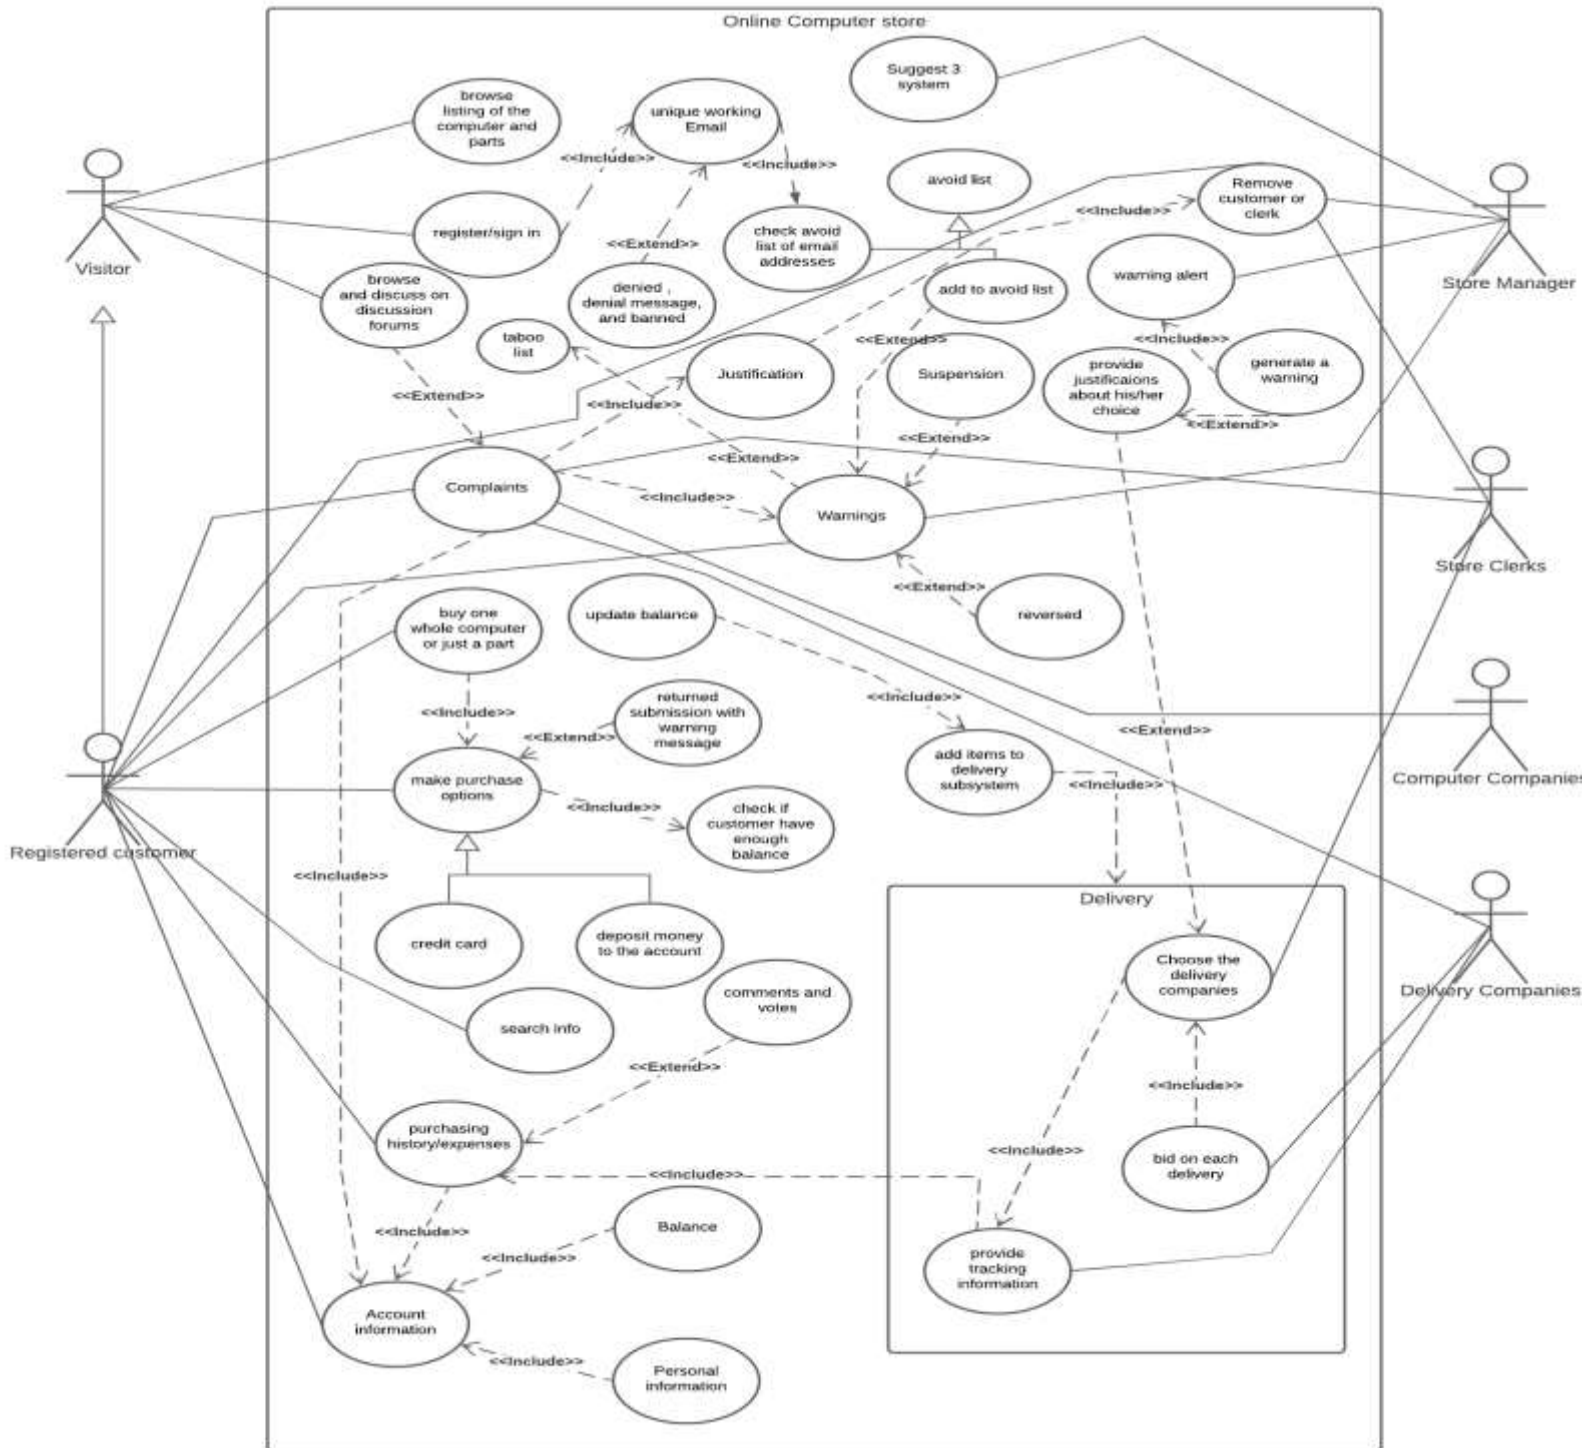 Online Computer store
Suggest 3
system
browse
listing of the
computer and
parts
unique working
Email
<<Include>>
<<Include>>
avoid list
Remove
customer or
clerk
<<Include>>
Visitor
register/sign in
<<Extend>>
check avoid
list of email
addresses
Store Manager
warning alert
browse
and discuss on
discussion
forums
denied ,
denial message,
and banned
add to avoid list
taboo
list
<<Extend>>
<<Include>>
<<Extend>>
Justification
Suspension
provide
justificaions
about his/her
choice
generate a
warning
<<Include>>
<<Extend>>
<<Extend>>
<<Extend>>
Complaints
<<Include>>
Warnings
Store Clerks
<<Extend>>
reversed
buy one
whole computer
or just a part
update balance
<<Include>>
<<Include>>
returned
submission with
warning
message
<<Extend>>
<<Extend>>
add items to
delivery
subsystem
<<Include>>
Computer Companies
make purchase
options
<<Include>>
check if
customer have
enough
balance
Registered customer
<<Include>>
Delivery
credit card
deposit money
to the account
Choose the
delivery
companies
Delivery Companies
comments and
votes
search info
<<Extend>>
<<Include>>
purchasing
history/expenses
<<Include>>
bid on each
delivery
<<Include>>
<<Include>>
Balance
<<Include>>
provide
tracking
information
Account
information
<<Include>>
Personal
information